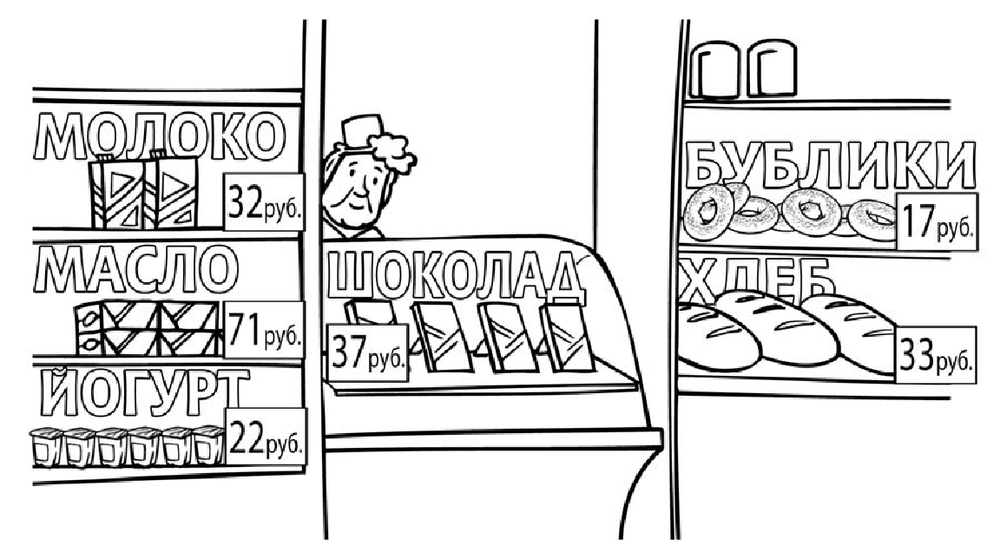 МОЛОКО
32руб.
МАСЛО
71руб.
ЙОГУРТ
22руб.
ШОКОЛАД
37руб.
БУБЛИКИ
17руб.
ХЛЕБ
33руб.